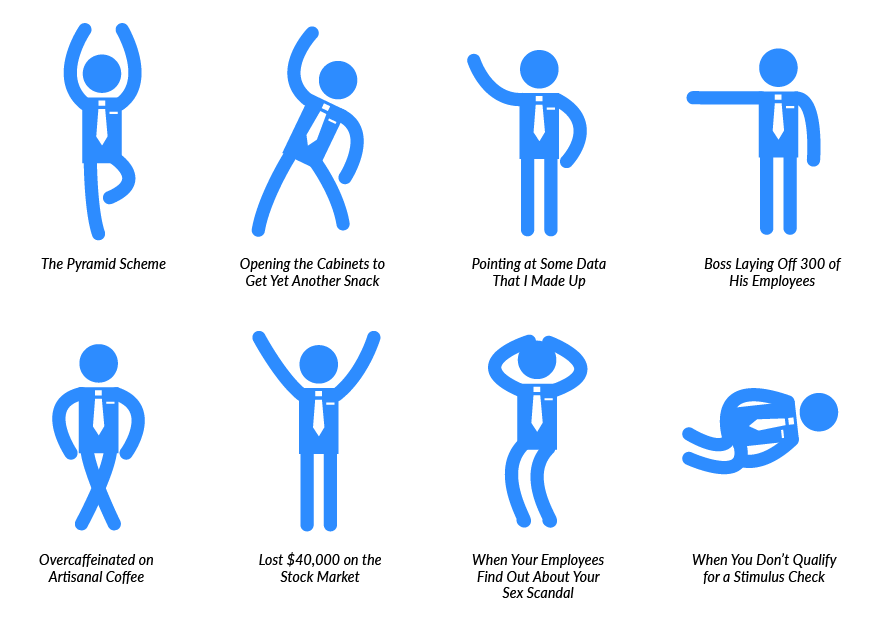 The Pyramid Scheme
Opening the Cabinets to
Get Yet Another Snack
Pointing at Some Data
That I Made Up
Boss Laying Off 300 of
His Employees
Overcaffeinated on
Artisanal Coffee
Lost $40,000 on the
Stock Market
When Your Employees
Find Out About Your
Sex Scandal
When You Don’t Qualify
for a Stimulus Check